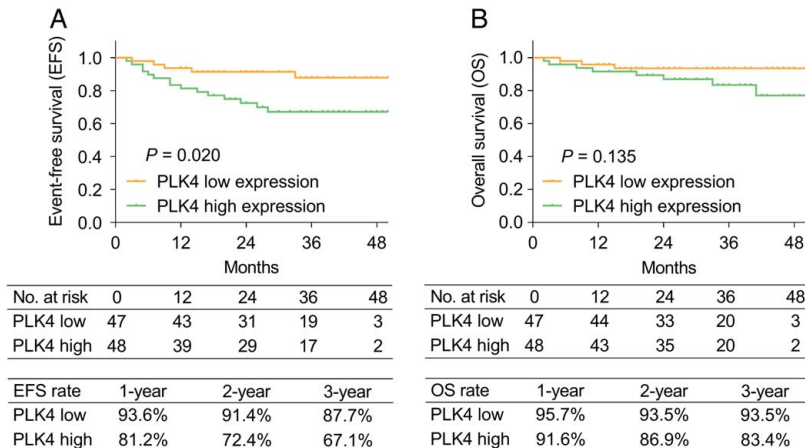 A
Event-free survival (EFS)
1.0
0.8
0.6
0.4
0.2
0.0
P = 0.020
PLK4 low expression
PLK4 high expression
0 12 24 36 48
Months
No. at risk 0 12 24 36 48
PLK4 low 47 43 31 19 3
PLK4 high 48 39 29 17 2
EFS rate 1-year 2-year 3-year
PLK4 low 93.6% 91.4% 87.7%
PLK4 high 81.2% 72.4% 67.1%
B
Overall survival (OS)
1.0
0.8
0.6
0.4
0.2
0.0
P = 0.135
PLK4 low expression
PLK4 high expression
0 12 24 36 48
Months
No. at risk 0 12 24 36 48
PLK4 low 47 44 33 20 3
PLK4 high 48 43 35 20 2
OS rate 1-year 2-year 3-year
PLK4 low 95.7% 93.5% 93.5%
PLK4 high 91.6% 86.9% 83.4%